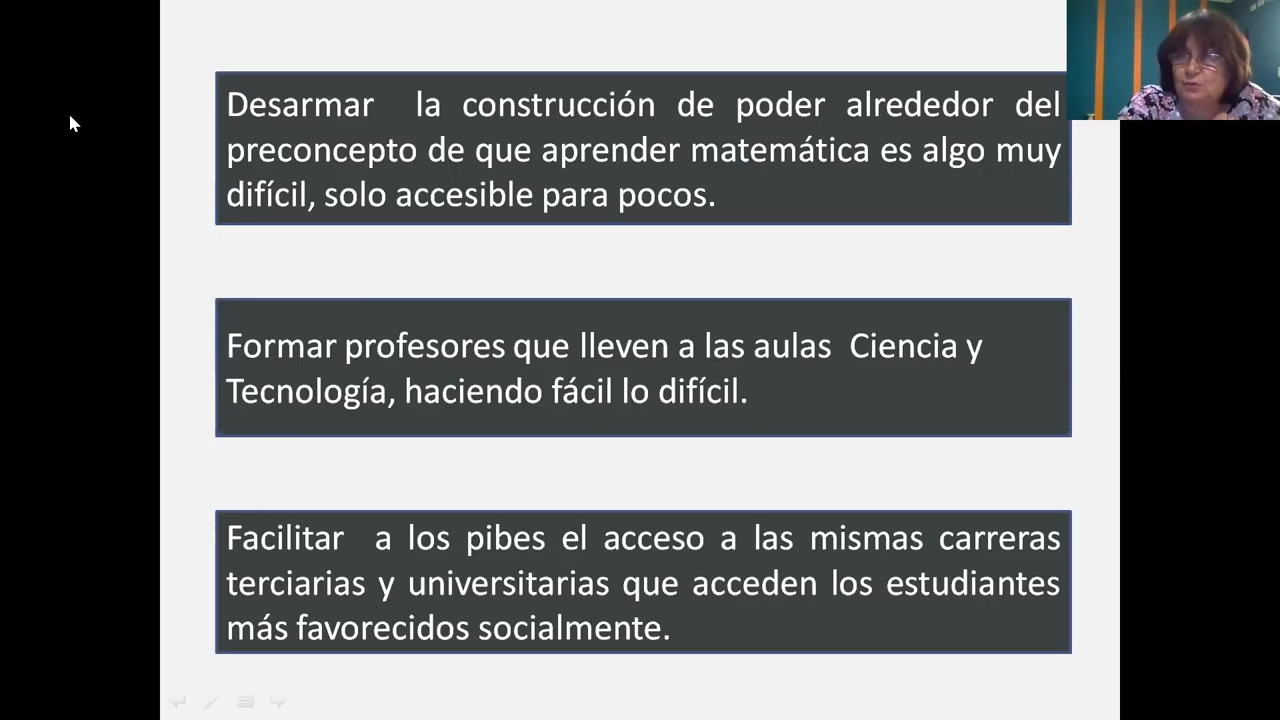 Desarmar la construcción de poder alrededor del
preconcepto de que aprender matemática es algo muy
difícil, solo accesible para pocos.
Formar profesores que lleven a las aulas Ciencia y
Tecnología, haciendo fácil lo difícil.
Facilitar a los pibes el acceso a las mismas carreras
terciarias y universitarias que acceden los estudiantes
más favorecidos socialmente.